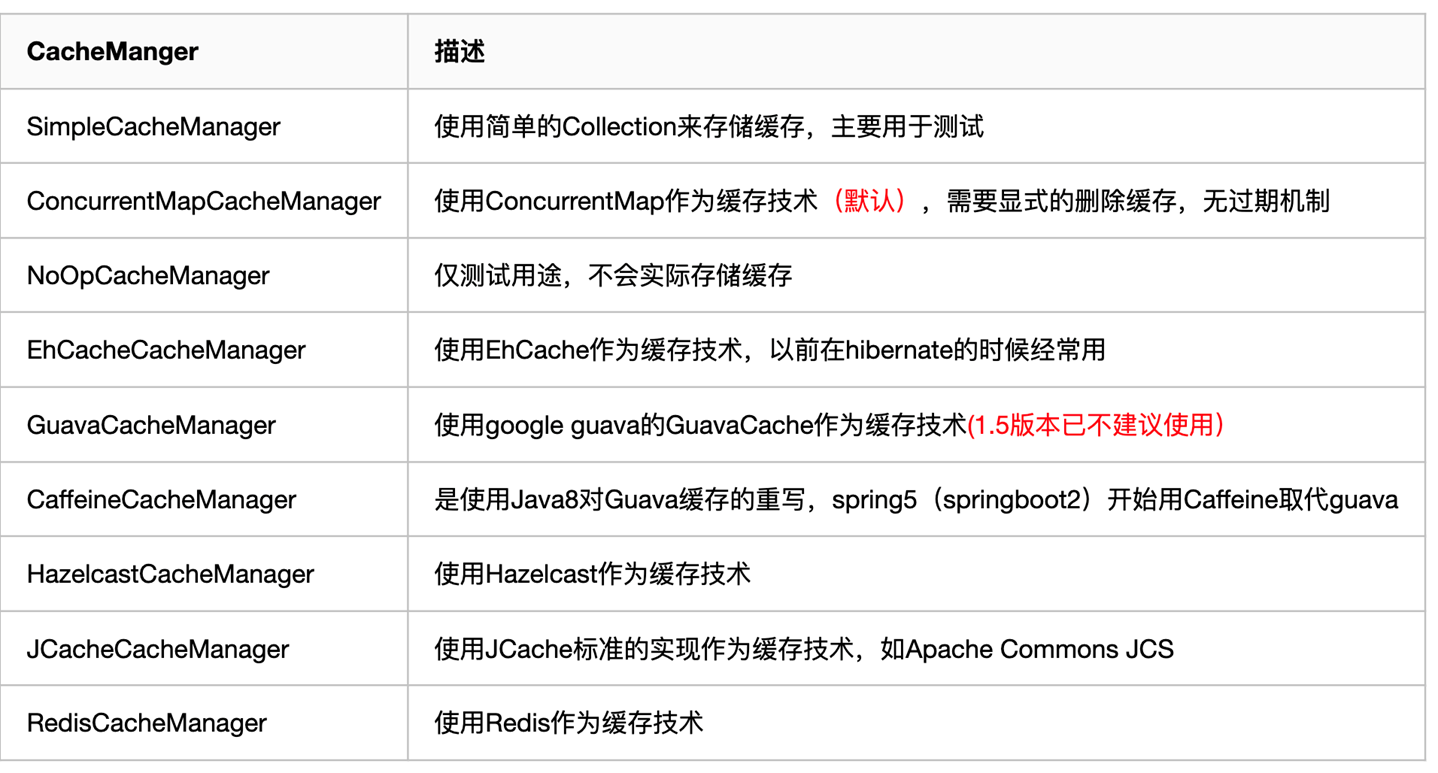 CacheManger 描述
SimpleCacheManager 使用简单的Collection来存储缓存，主要用于测试
ConcurrentMapCacheManager 使用ConcurrentMap作为缓存技术（默认），需要显式的删除缓存，无过期机制
NoOpCacheManager 仅测试用途，不会实际存储缓存
EhCacheCacheManager 使用EhCache作为缓存技术，以前在hibernate的时候经常用
GuavaCacheManager 使用google guava的GuavaCache作为缓存技术(1.5版本已不建议使用）
CaffeineCacheManager 是使用Java8对Guava缓存的重写，spring5（springboot2）开始用Caffeine取代guava
HazelcastCacheManager 使用Hazelcast作为缓存技术
JCacheCacheManager 使用JCache标准的实现作为缓存技术，如Apache Commons JCS
RedisCacheManager 使用Redis作为缓存技术